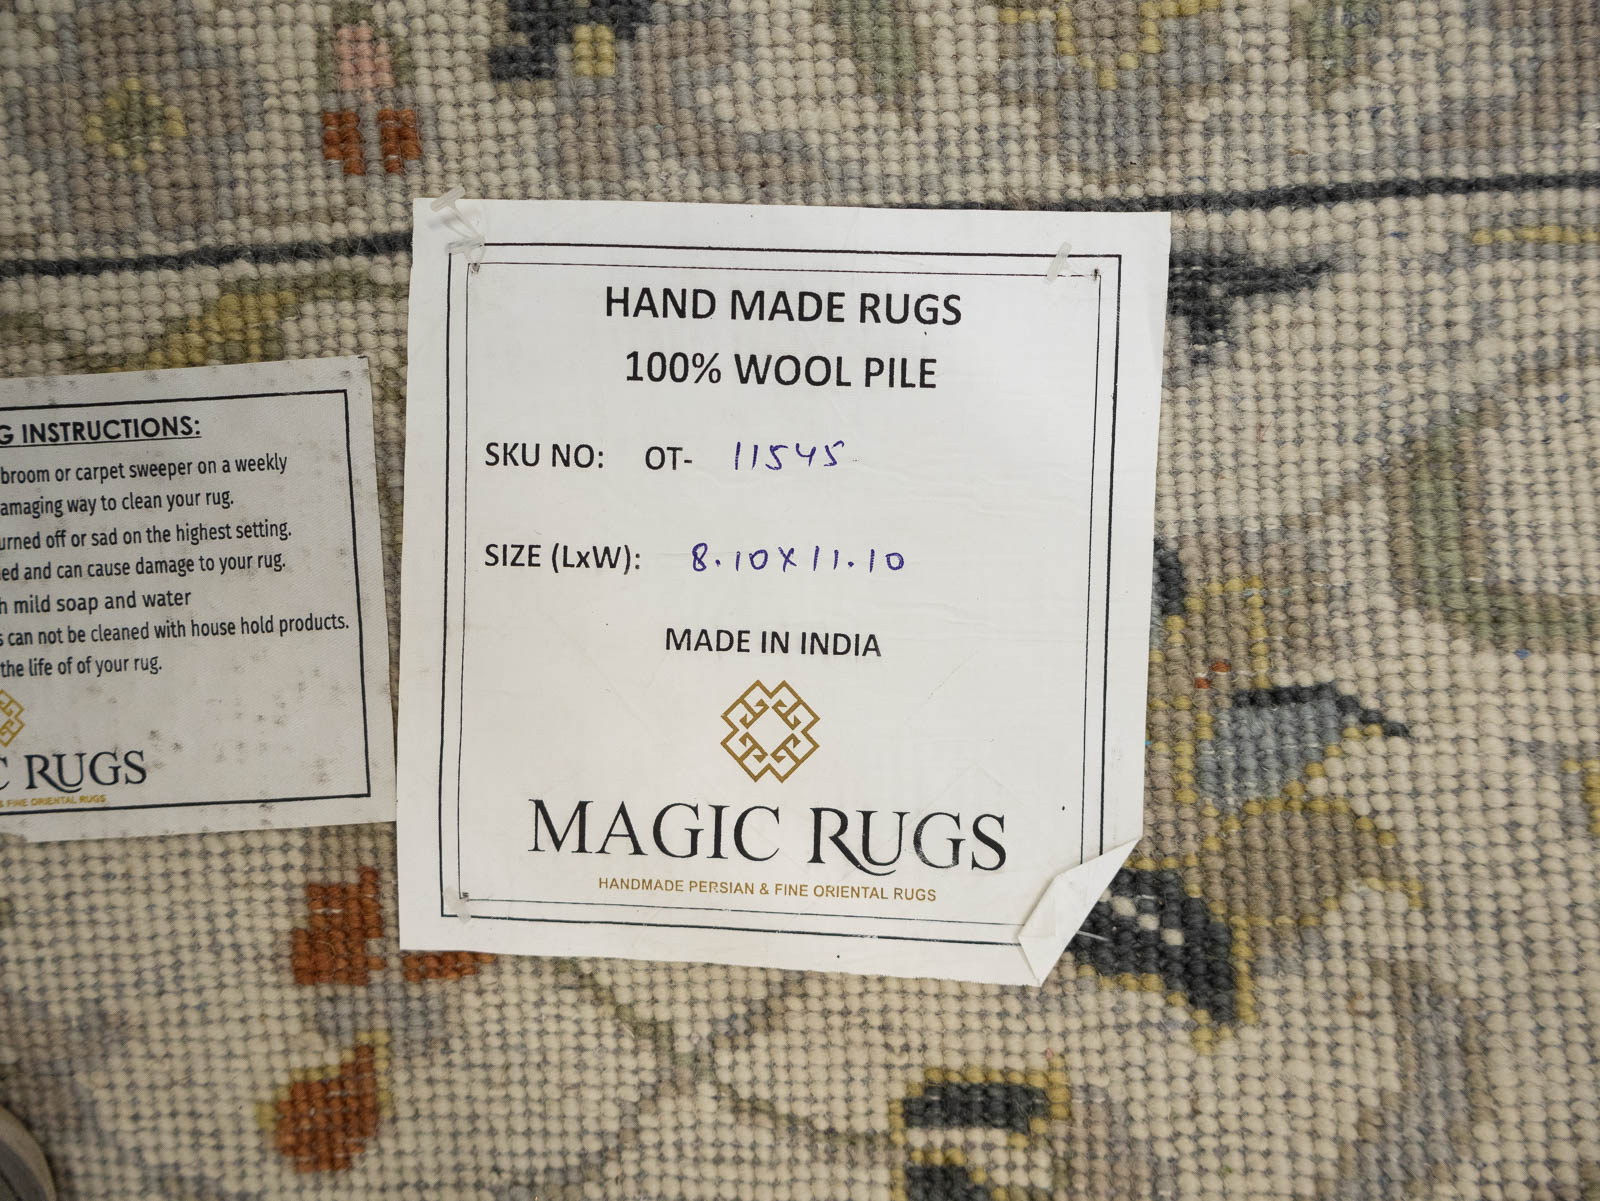 HAND MADE RUGS
100% WOOL PILE
SKU NO: OT- 11545
SIZE (LxW): 8.10X11.10
MADE IN INDIA
MAGIC RUGS
HANDMADE PERSIAN & FINE ORIENTAL RUGS
G INSTRUCTIONS:
broom or carpet sweeper on a weekly
amaging way to clean your rug.
urned off or sad on the highest setting.
ed and can cause damage to your rug.
h mild soap and water
s can not be cleaned with house hold products.
the life of of your rug.
C RUGS
& FINE ORIENTAL RUGS